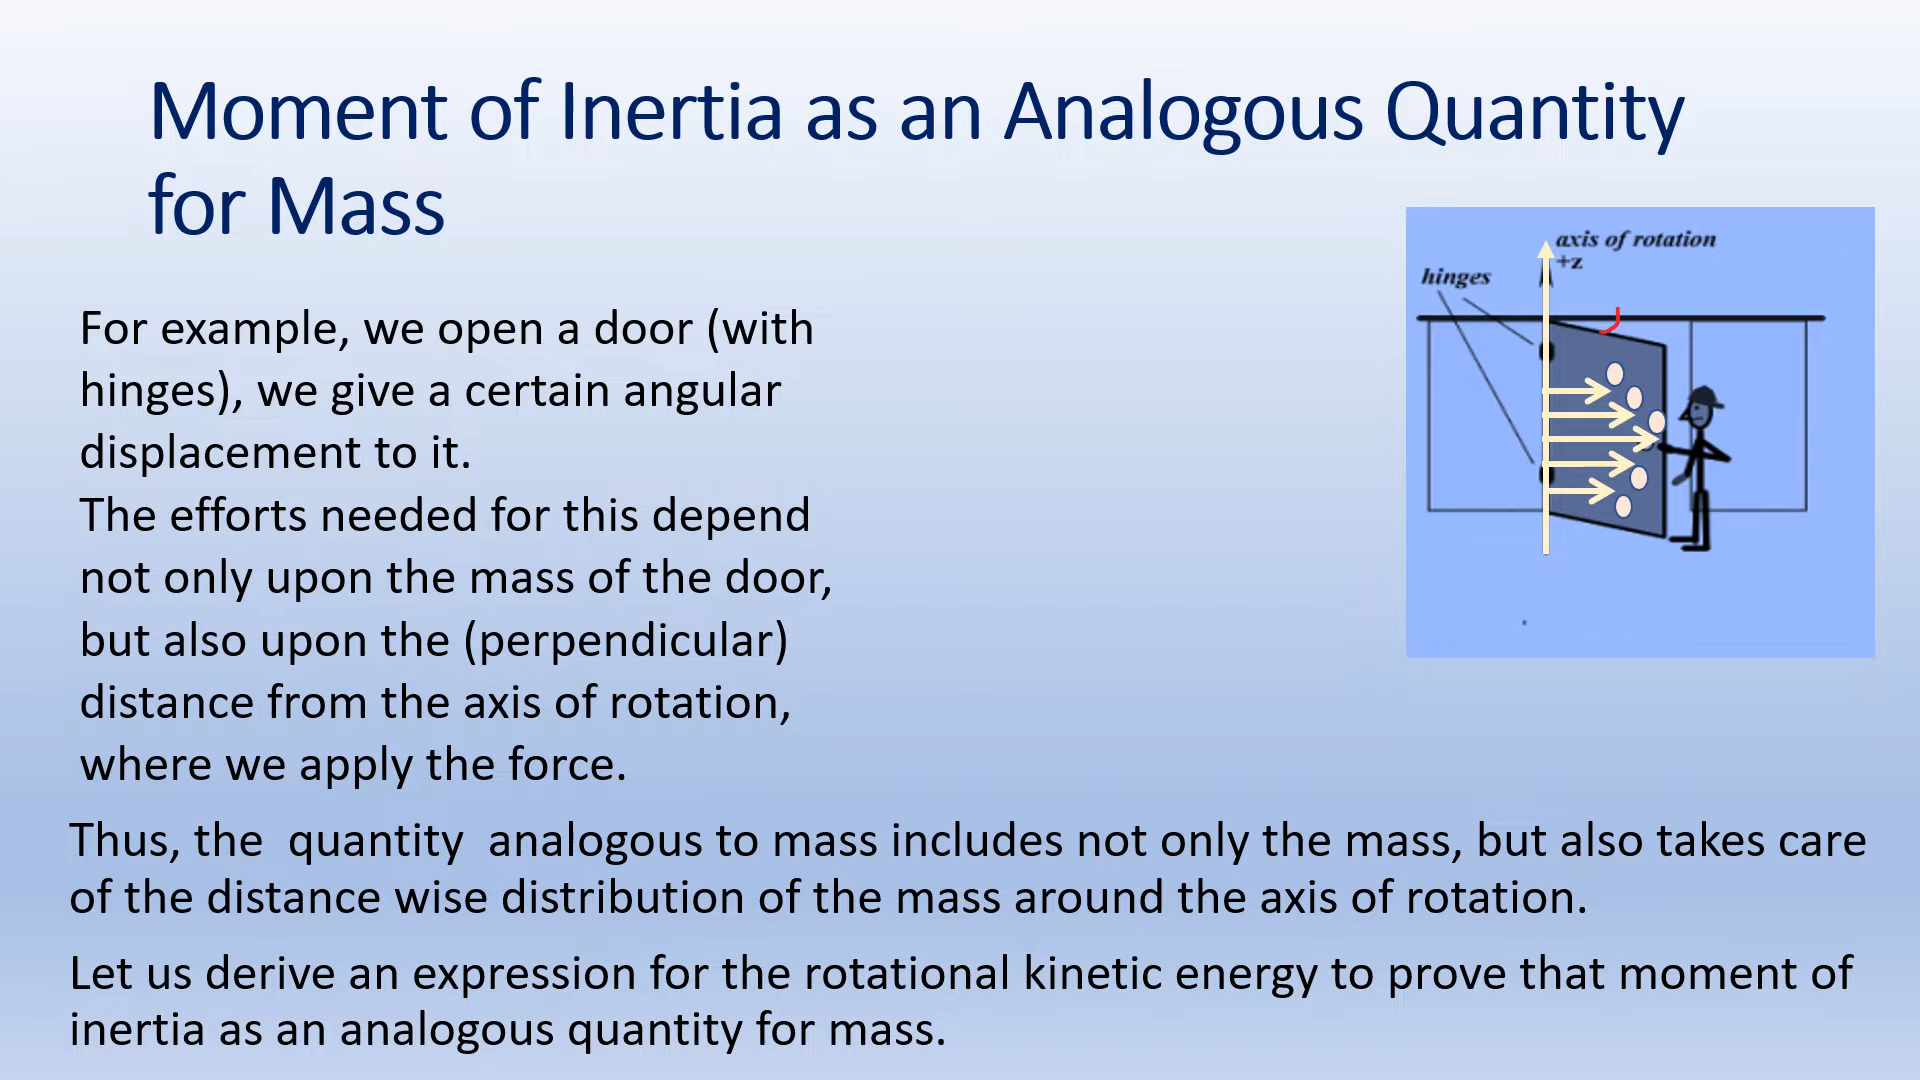 Moment of Inertia as an Analogous Quantity
for Mass
axis of rotation
+z
hinges
For example, we open a door (with
hinges), we give a certain angular
displacement to it.
The efforts needed for this depend
not only upon the mass of the door,
but also upon the (perpendicular)
distance from the axis of rotation,
where we apply the force.
Thus, the quantity analogous to mass includes not only the mass, but also takes care
of the distance wise distribution of the mass around the axis of rotation.
Let us derive an expression for the rotational kinetic energy to prove that moment of
inertia as an analogous quantity for mass.